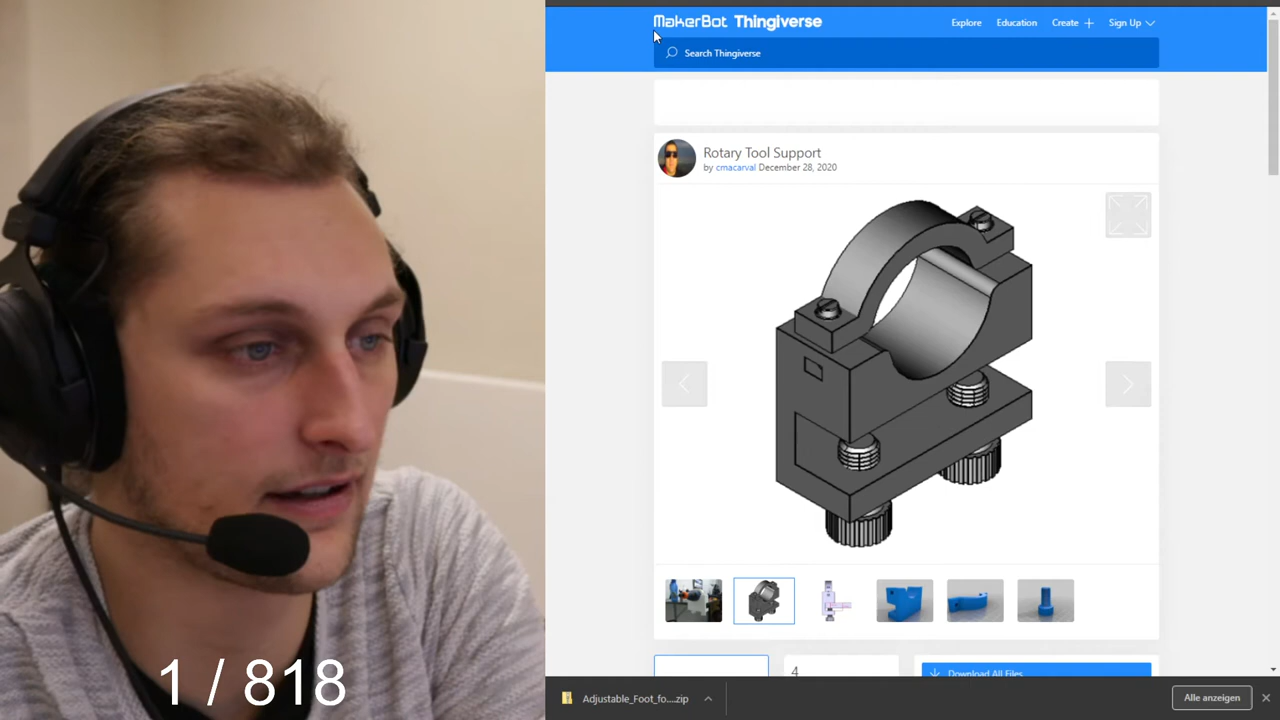 MakerBot Thingiverse
Explore
Education
Create +
Sign Up
Search Thingiverse
Rotary Tool Support
by cmacarval December 28, 2020
4
Download All Files
1 / 818
Adjustable_Foot_fo....zip
Alle anzeigen